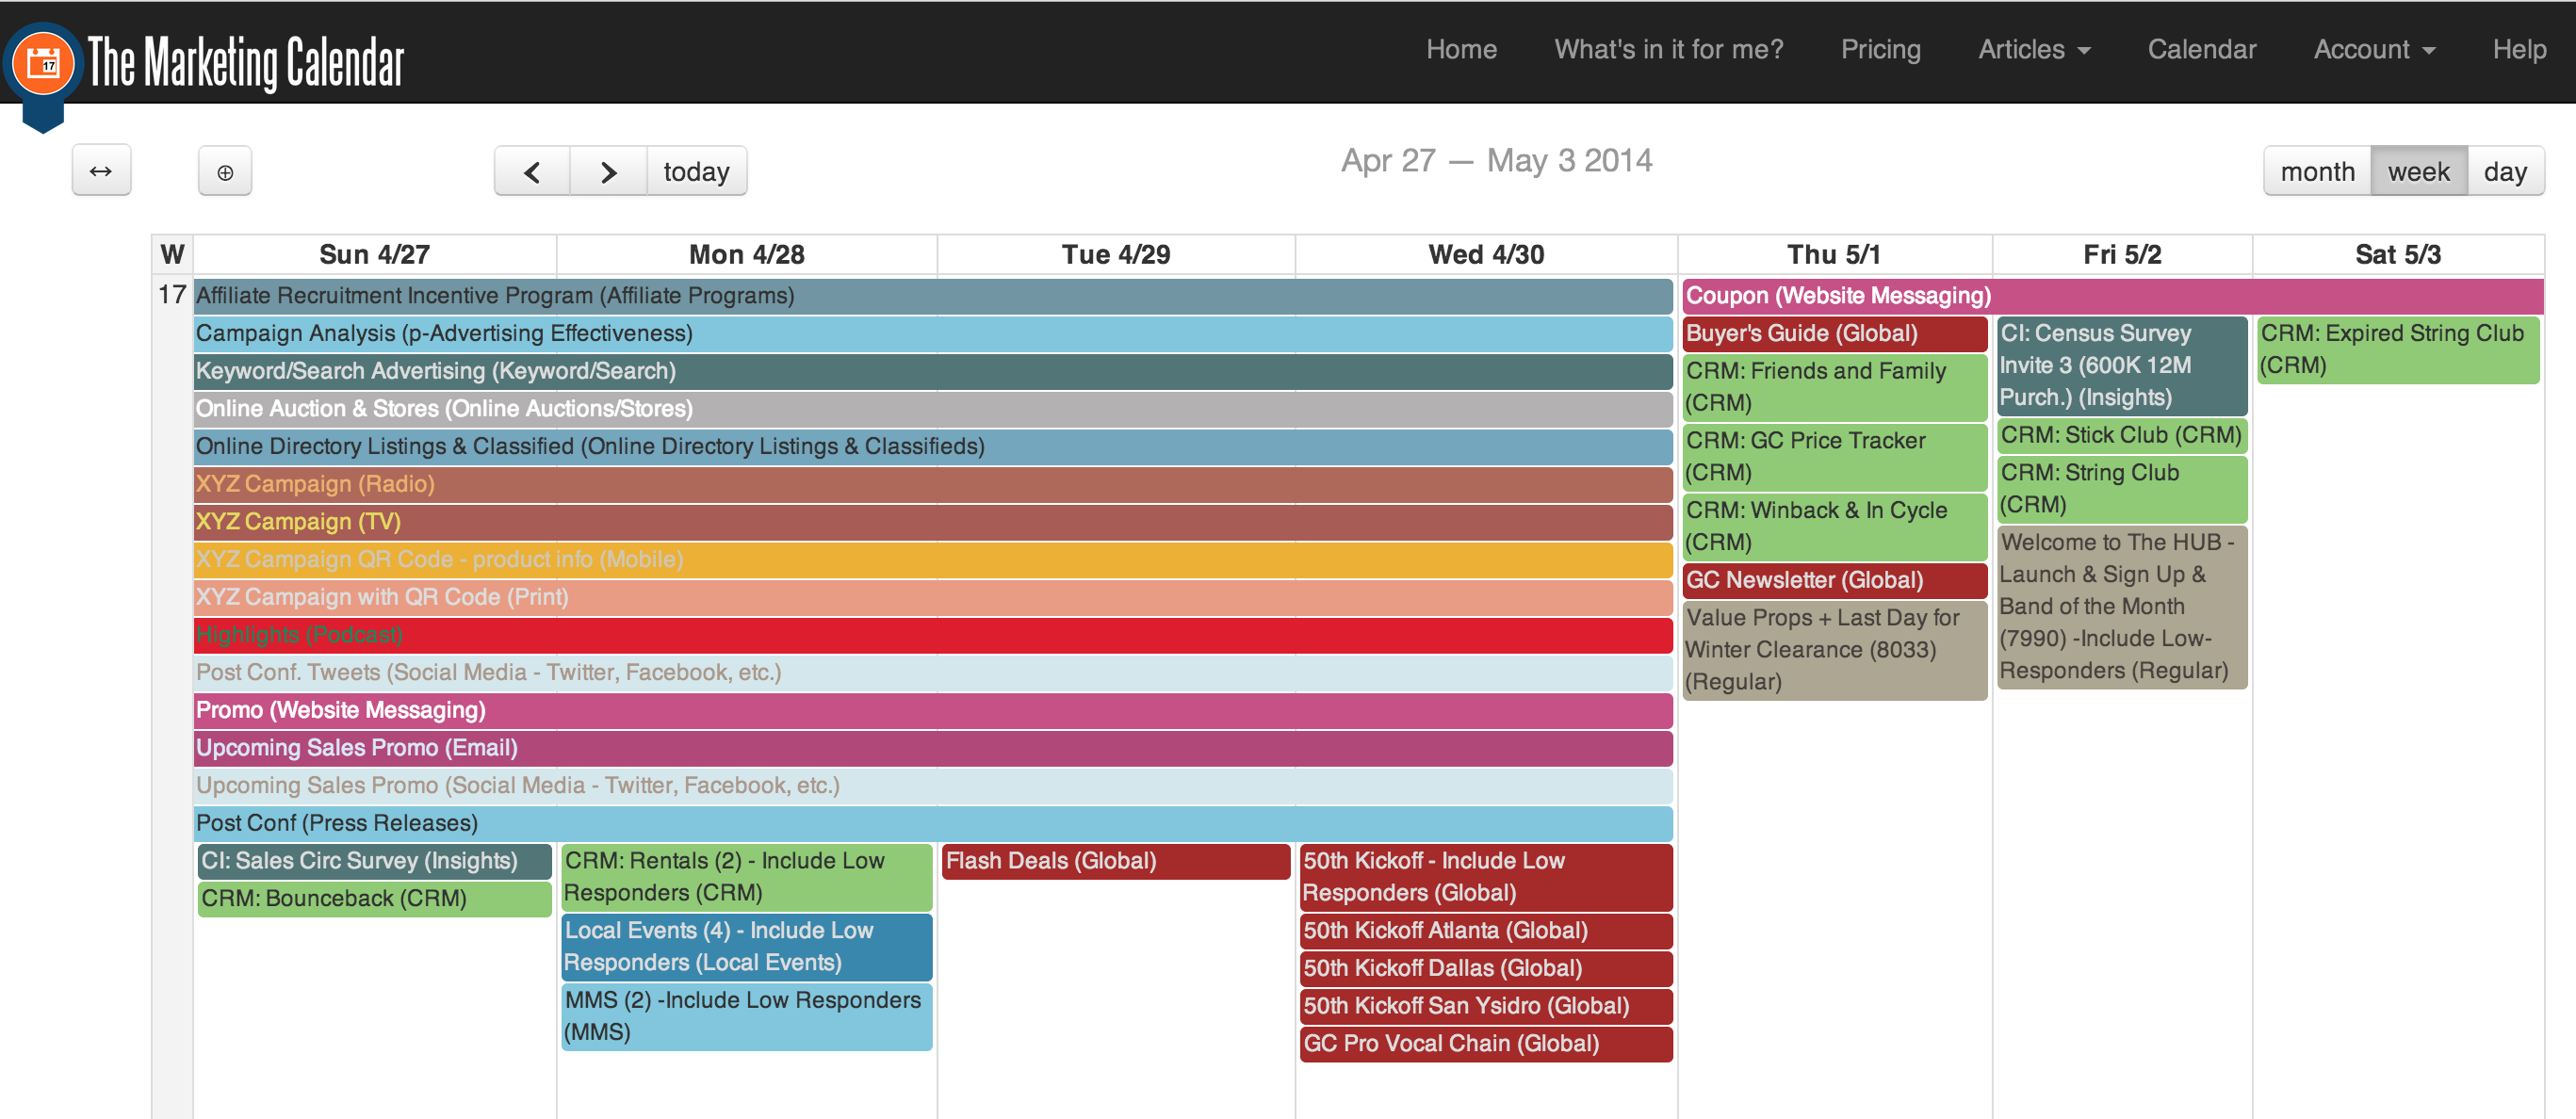 17
The Marketing Calendar
Home What's in it for me? Pricing Articles Calendar Account Help
today
Apr 27 — May 3 2014
month week day
W Sun 4/27 Mon 4/28 Tue 4/29 Wed 4/30 Thu 5/1 Fri 5/2 Sat 5/3
17
Affiliate Recruitment Incentive Program (Affiliate Programs)
Campaign Analysis (p-Advertising Effectiveness)
Keyword/Search Advertising (Keyword/Search)
Online Auction & Stores (Online Auctions/Stores)
Online Directory Listings & Classified (Online Directory Listings & Classifieds)
XYZ Campaign (Radio)
XYZ Campaign (TV)
XYZ Campaign QR Code - product info (Mobile)
XYZ Campaign with QR Code (Print)
Highlights (Podcast)
Post Conf. Tweets (Social Media - Twitter, Facebook, etc.)
Promo (Website Messaging)
Upcoming Sales Promo (Email)
Upcoming Sales Promo (Social Media - Twitter, Facebook, etc.)
Post Conf (Press Releases)
CI: Sales Circ Survey (Insights)
CRM: Bounceback (CRM)
CRM: Rentals (2) - Include Low
Responders (CRM)
Local Events (4) - Include Low
Responders (Local Events)
MMS (2) -Include Low Responders
(MMS)
Flash Deals (Global)
50th Kickoff - Include Low
Responders (Global)
50th Kickoff Atlanta (Global)
50th Kickoff Dallas (Global)
50th Kickoff San Ysidro (Global)
GC Pro Vocal Chain (Global)
Coupon (Website Messaging)
Buyer's Guide (Global)
CRM: Friends and Family
(CRM)
CRM: GC Price Tracker
(CRM)
CRM: Winback & In Cycle
(CRM)
GC Newsletter (Global)
Value Props + Last Day for
Winter Clearance (8033)
(Regular)
CI: Census Survey
Invite 3 (600K 12M
Purch.) (Insights)
CRM: Stick Club (CRM)
CRM: String Club
(CRM)
Welcome to The HUB -
Launch & Sign Up &
Band of the Month
(7990) -Include Low-
Responders (Regular)
CRM: Expired String Club
(CRM)